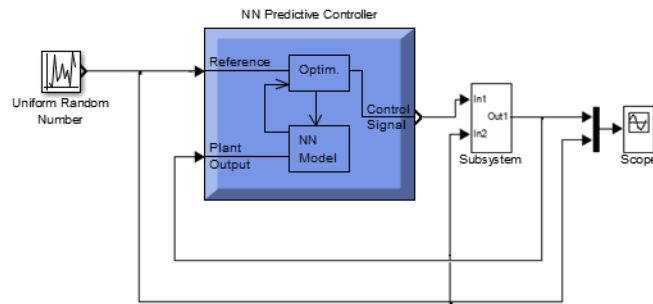 NN Predictive Controller
Reference
Optim.
Uniform Random
Number
Control
Signal
In1
Out1
In2
Plant
Output
NN
Model
Subsystem
Scope